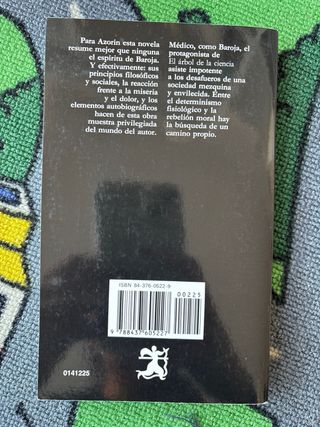 Para Azorín esta novela
resume mejor que ninguna
el espíritu de Baroja.
Y efectivamente: sus
principios filosóficos
y sociales, la reacción
frente a la miseria
y el dolor, y los
elementos autobiográficos
hacen de esta obra
muestra privilegiada
del mundo del autor.
Médico, como Baroja, el
protagonista de
El árbol de la ciencia
asiste impotente
a los desafueros de una
sociedad mezquina
y envilecida. Entre
el determinismo
fisiológico y la
rebelión moral hay
la búsqueda de un
camino propio.
ISBN 84-376-0522-9
00225
9 788437 605227
0141225